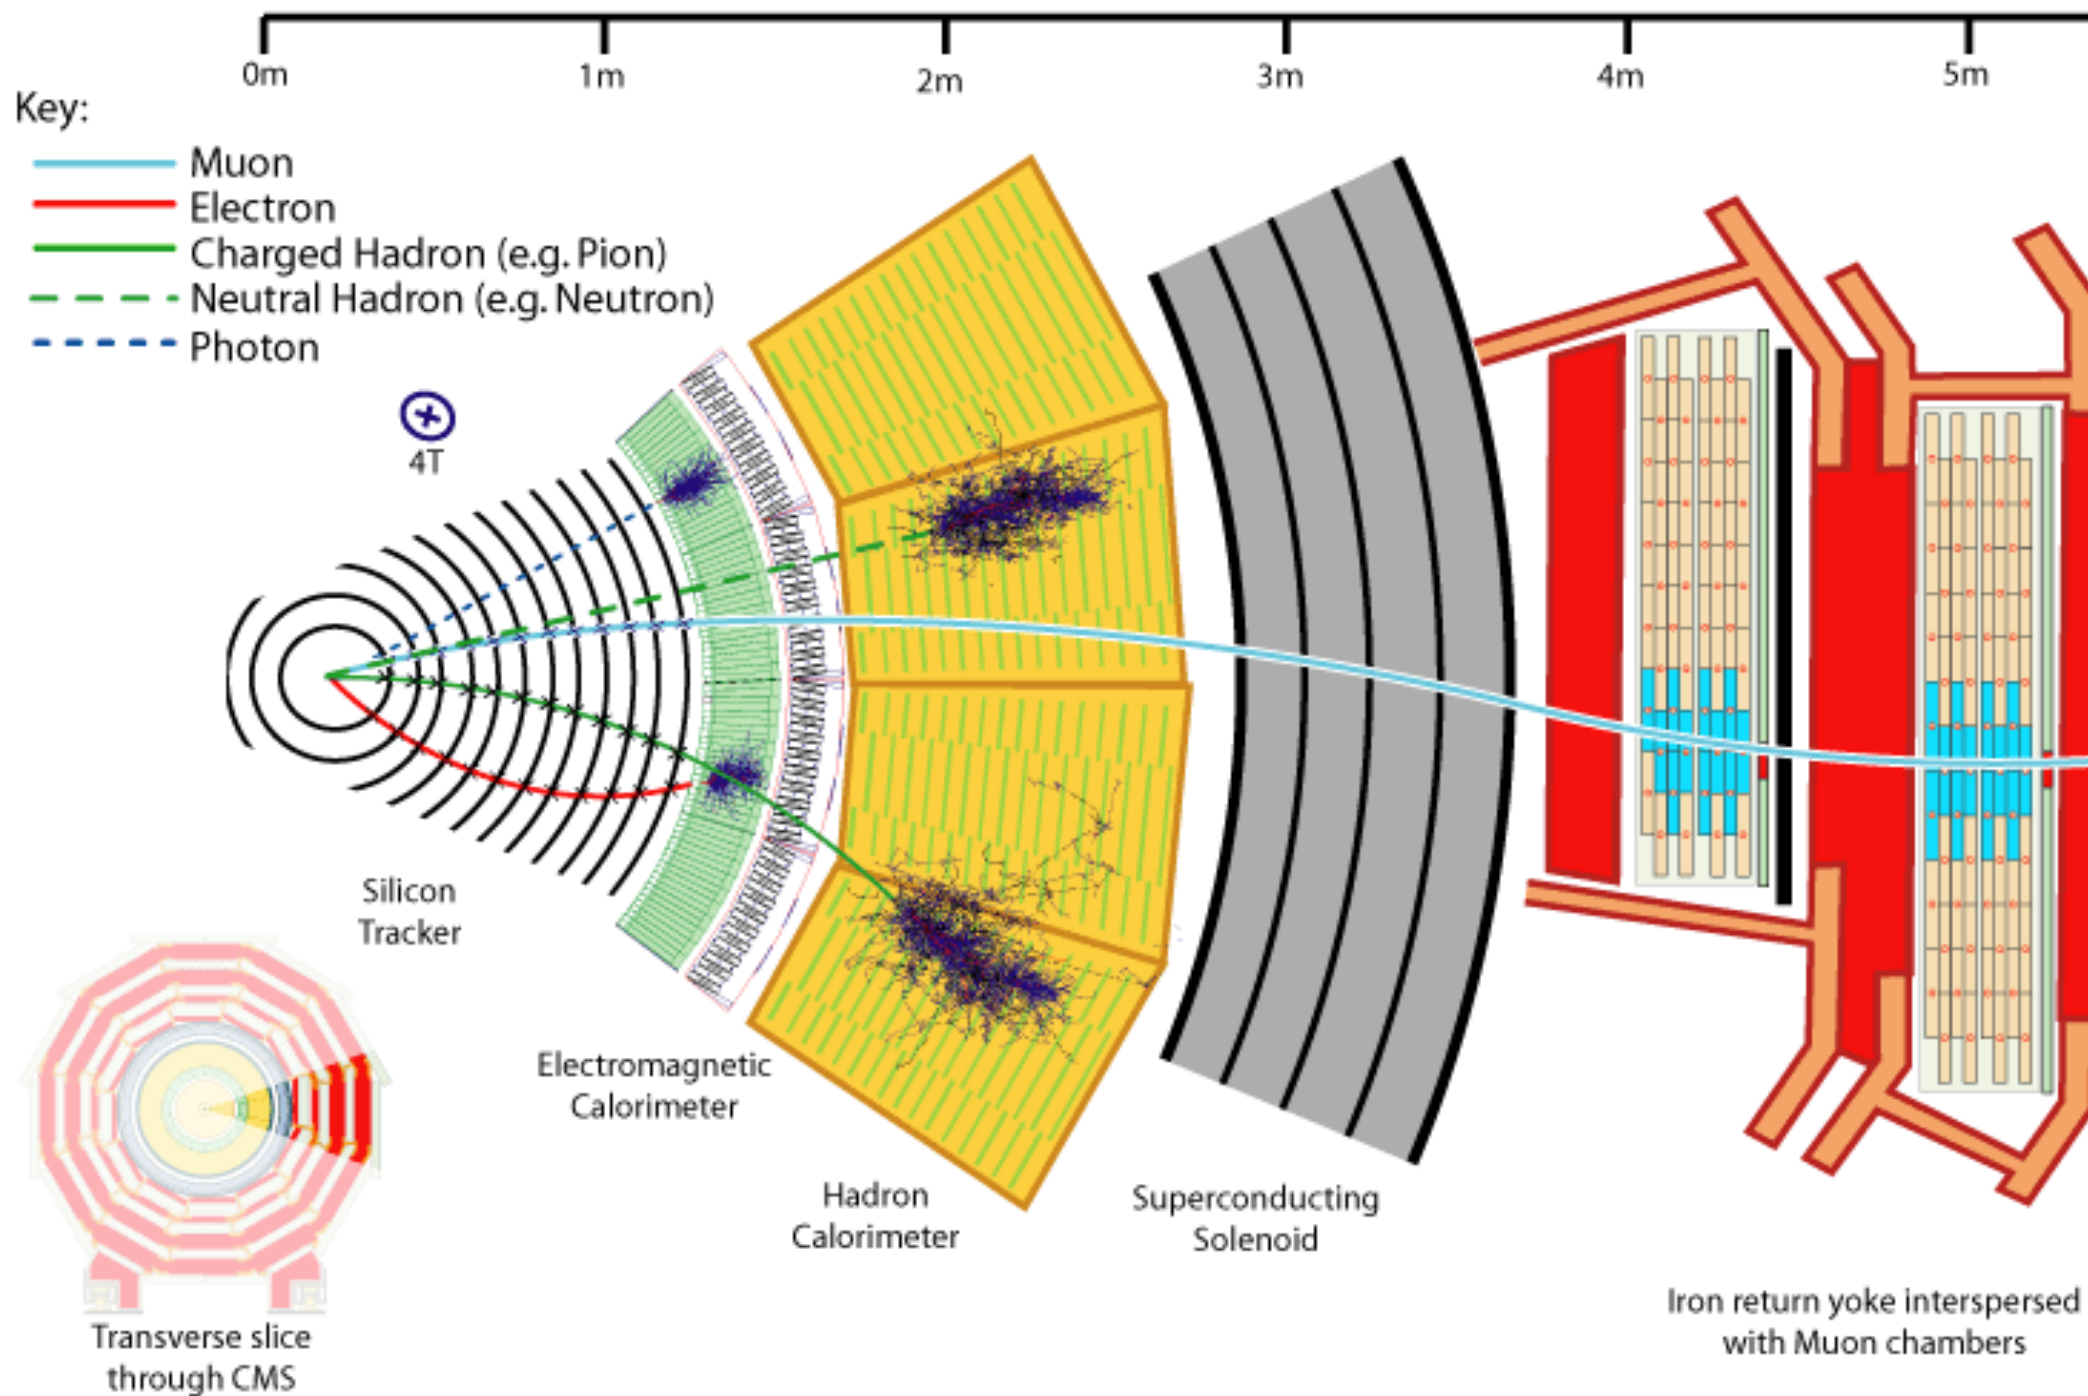 0m 1m 2m 3m 4m 5m
Key:
Muon
Electron
Charged Hadron (e.g. Pion)
Neutral Hadron (e.g. Neutron)
Photon
4T
Silicon
Tracker
Electromagnetic
Calorimeter
Hadron
Calorimeter
Superconducting
Solenoid
Iron return yoke interspersed
with Muon chambers
Transverse slice
through CMS